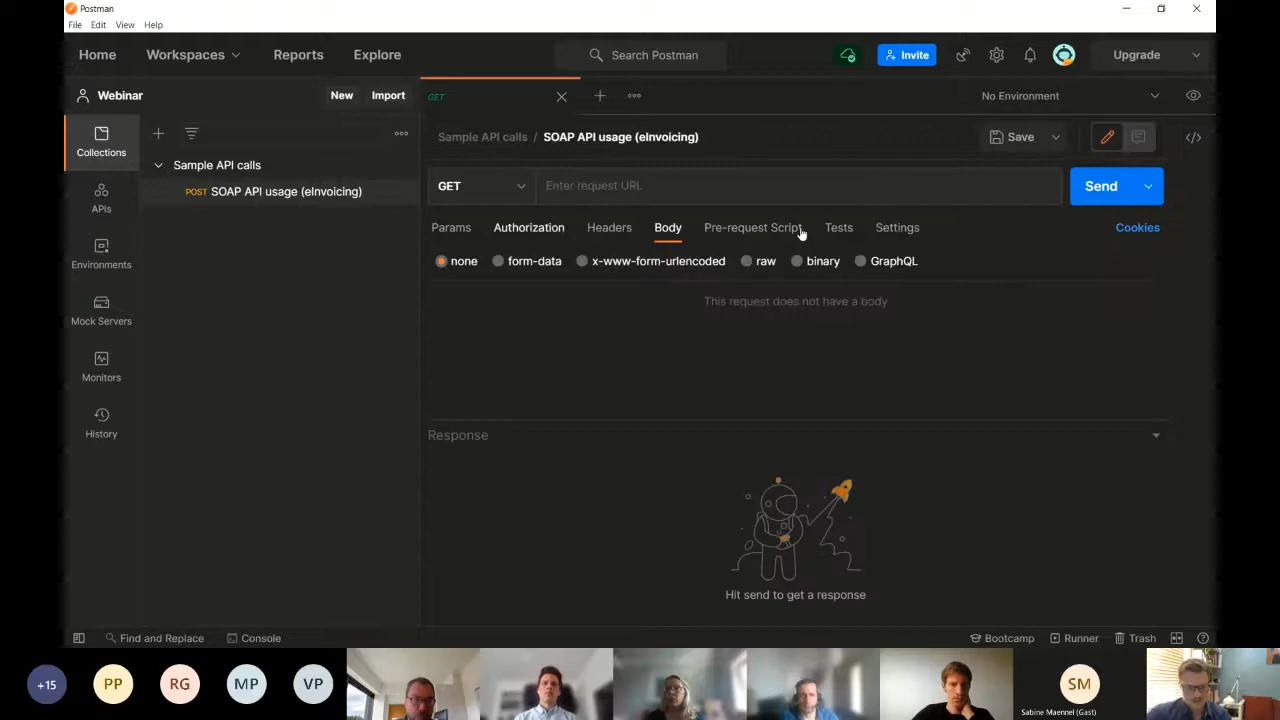 Postman
File Edit View Help
Home Workspaces Reports Explore Search Postman Invite Upgrade
Webinar New Import GET No Environment
Sample API calls / SOAP API usage (eInvoicing) Save
Collections
Sample API calls
POST SOAP API usage (eInvoicing)
GET Enter request URL Send
APIs
Params Authorization Headers Body Pre-request Script Tests Settings Cookies
Environments
none form-data x-www-form-urlencoded raw binary GraphQL
This request does not have a body
Mock Servers
Monitors
History
Response
Hit send to get a response
Find and Replace Console Bootcamp Runner Trash
+15 PP RG MP VP SM
Sabine Maennel (Gast)